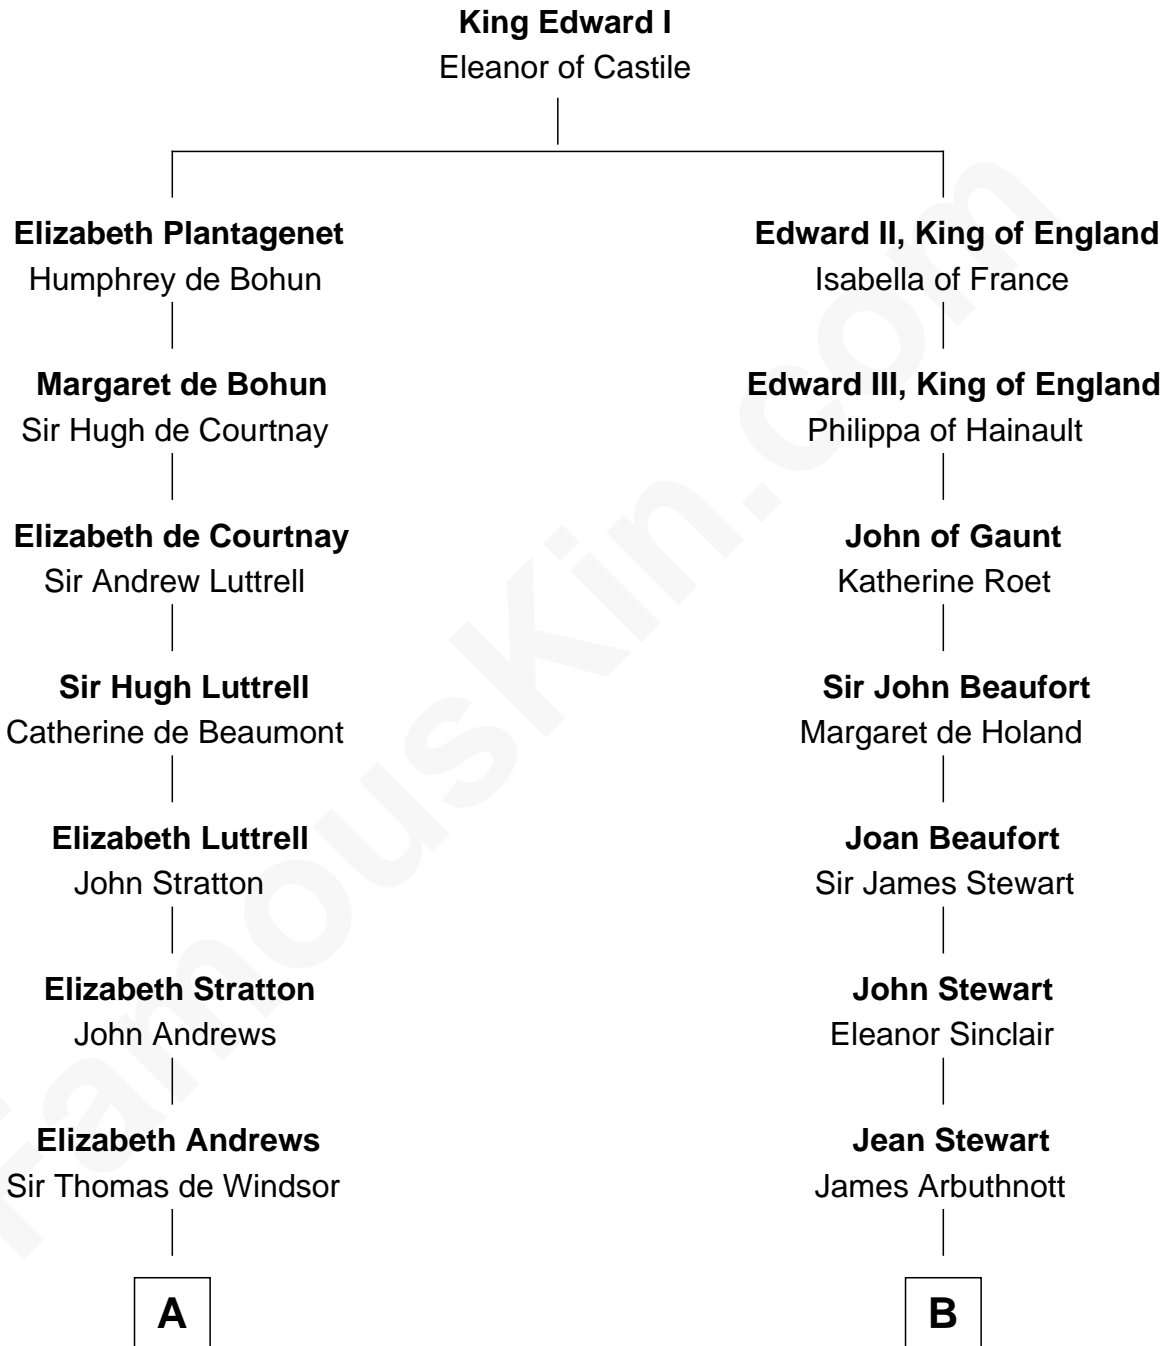 King Edward I
Eleanor of Castile
Elizabeth Plantagenet
Humphrey de Bohun
Margaret de Bohun
Sir Hugh de Courtnay
Elizabeth de Courtnay
Sir Andrew Luttrell
Sir Hugh Luttrell
Catherine de Beaumont
Elizabeth Luttrell
John Stratton
Elizabeth Stratton
John Andrews
Elizabeth Andrews
Sir Thomas de Windsor
A
Edward II, King of England
Isabella of France
Edward III, King of England
Philippa of Hainault
John of Gaunt
Katherine Roet
Sir John Beaufort
Margaret de Holand
Joan Beaufort
Sir James Stewart
John Stewart
Eleanor Sinclair
Jean Stewart
James Arbuthnott
B
FamousKin.com